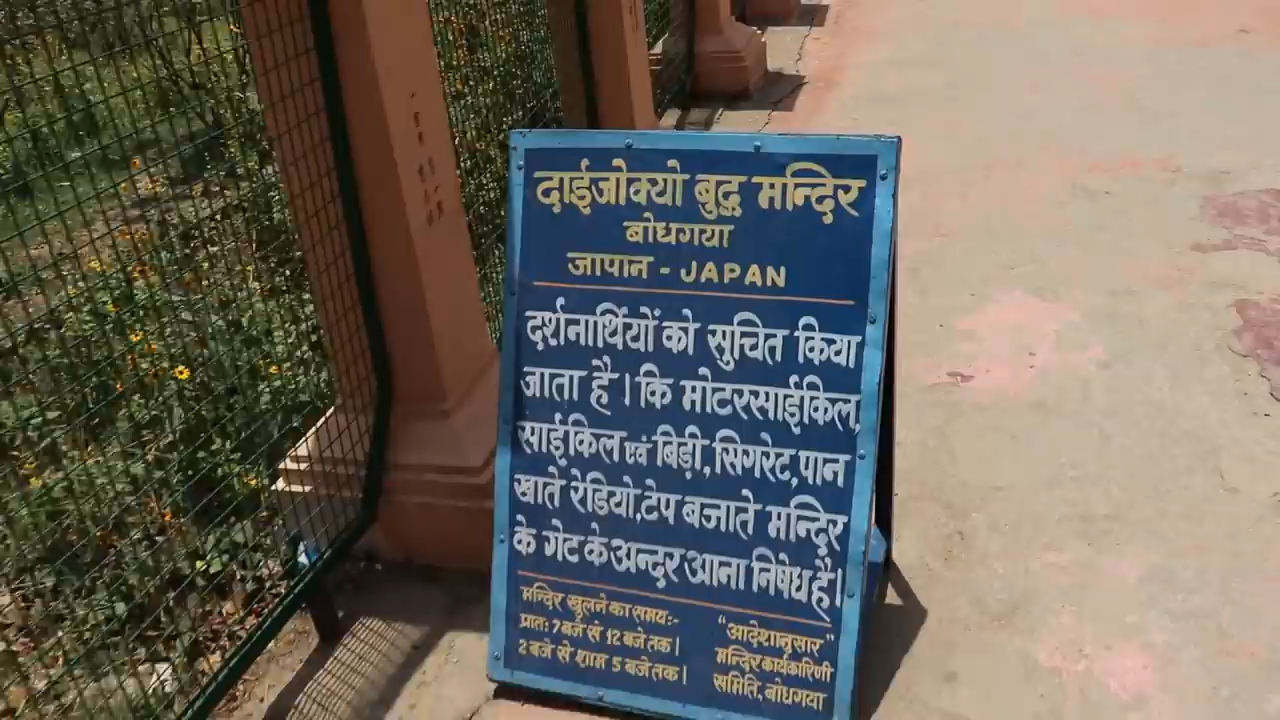 दाईजोक्यो बुद्ध मन्दिर
बोधगया
जापान - JAPAN
दर्शनार्थियों को सुचित किया
जाता है। कि मोटरसाईकिल,
साईकिल एवं बिड़ी, सिगरेट, पान
खाते रेडियो, टेप बजाते मन्दिर
के गेट के अन्दर आना निषेध है।
मन्दिर खुलने का समय:-
प्रात: 7 बजे सें 12 बजे तक।
2 बजे से शाम 5 बजे तक।
"आदेशानुसार"
मन्दिर कार्यकारिणी
समिति, बोधगया